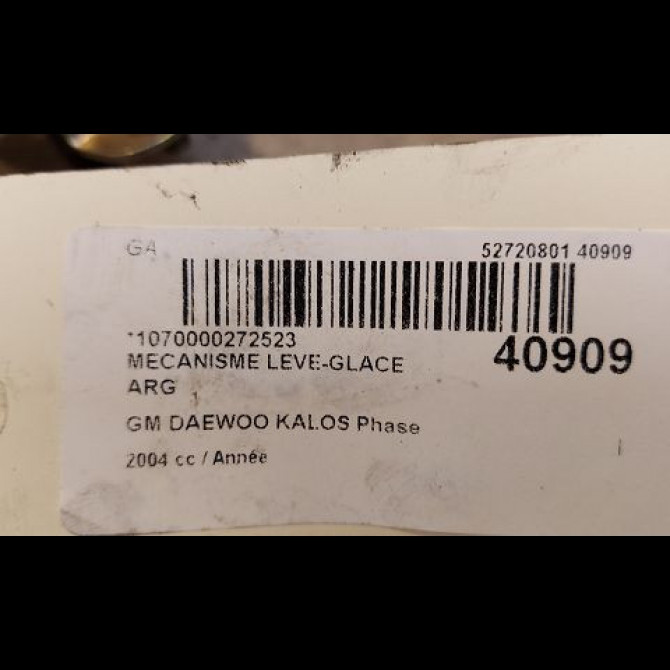 GA 52720801 40909
*1070000272523
MECANISME LEVE-GLACE 40909
ARG
GM DAEWOO KALOS Phase
2004 cc / Année